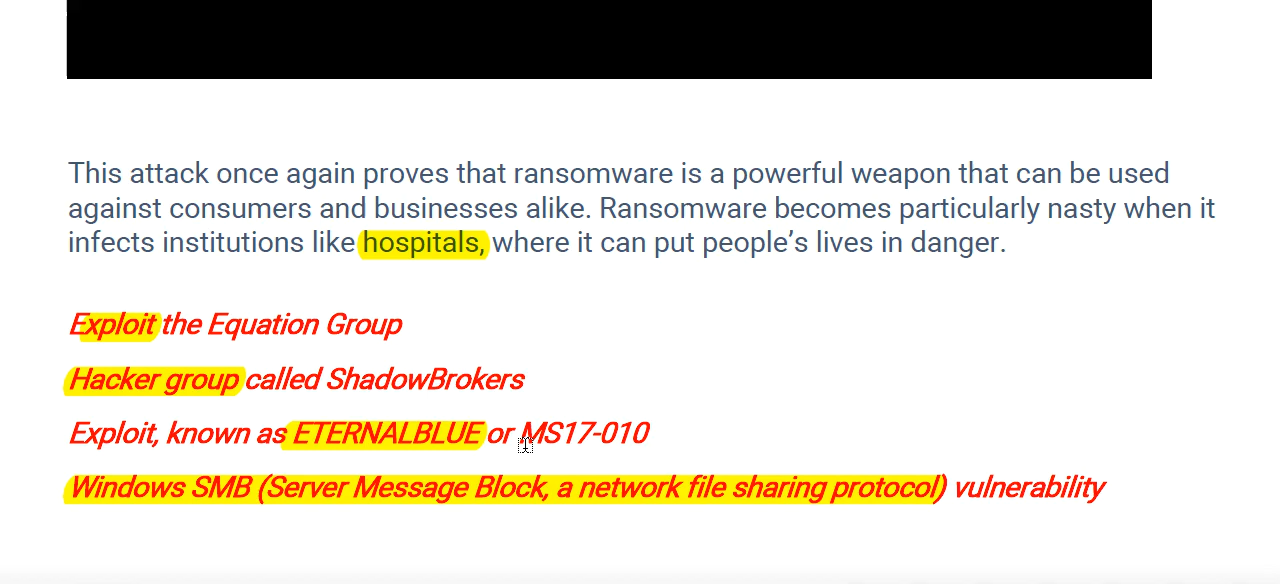 This attack once again proves that ransomware is a powerful weapon that can be used
against consumers and businesses alike. Ransomware becomes particularly nasty when it
infects institutions like hospitals, where it can put people’s lives in danger.
Exploit the Equation Group
Hacker group called ShadowBrokers
Exploit, known as ETERNALBLUE or MS17-010
Windows SMB (Server Message Block, a network file sharing protocol) vulnerability